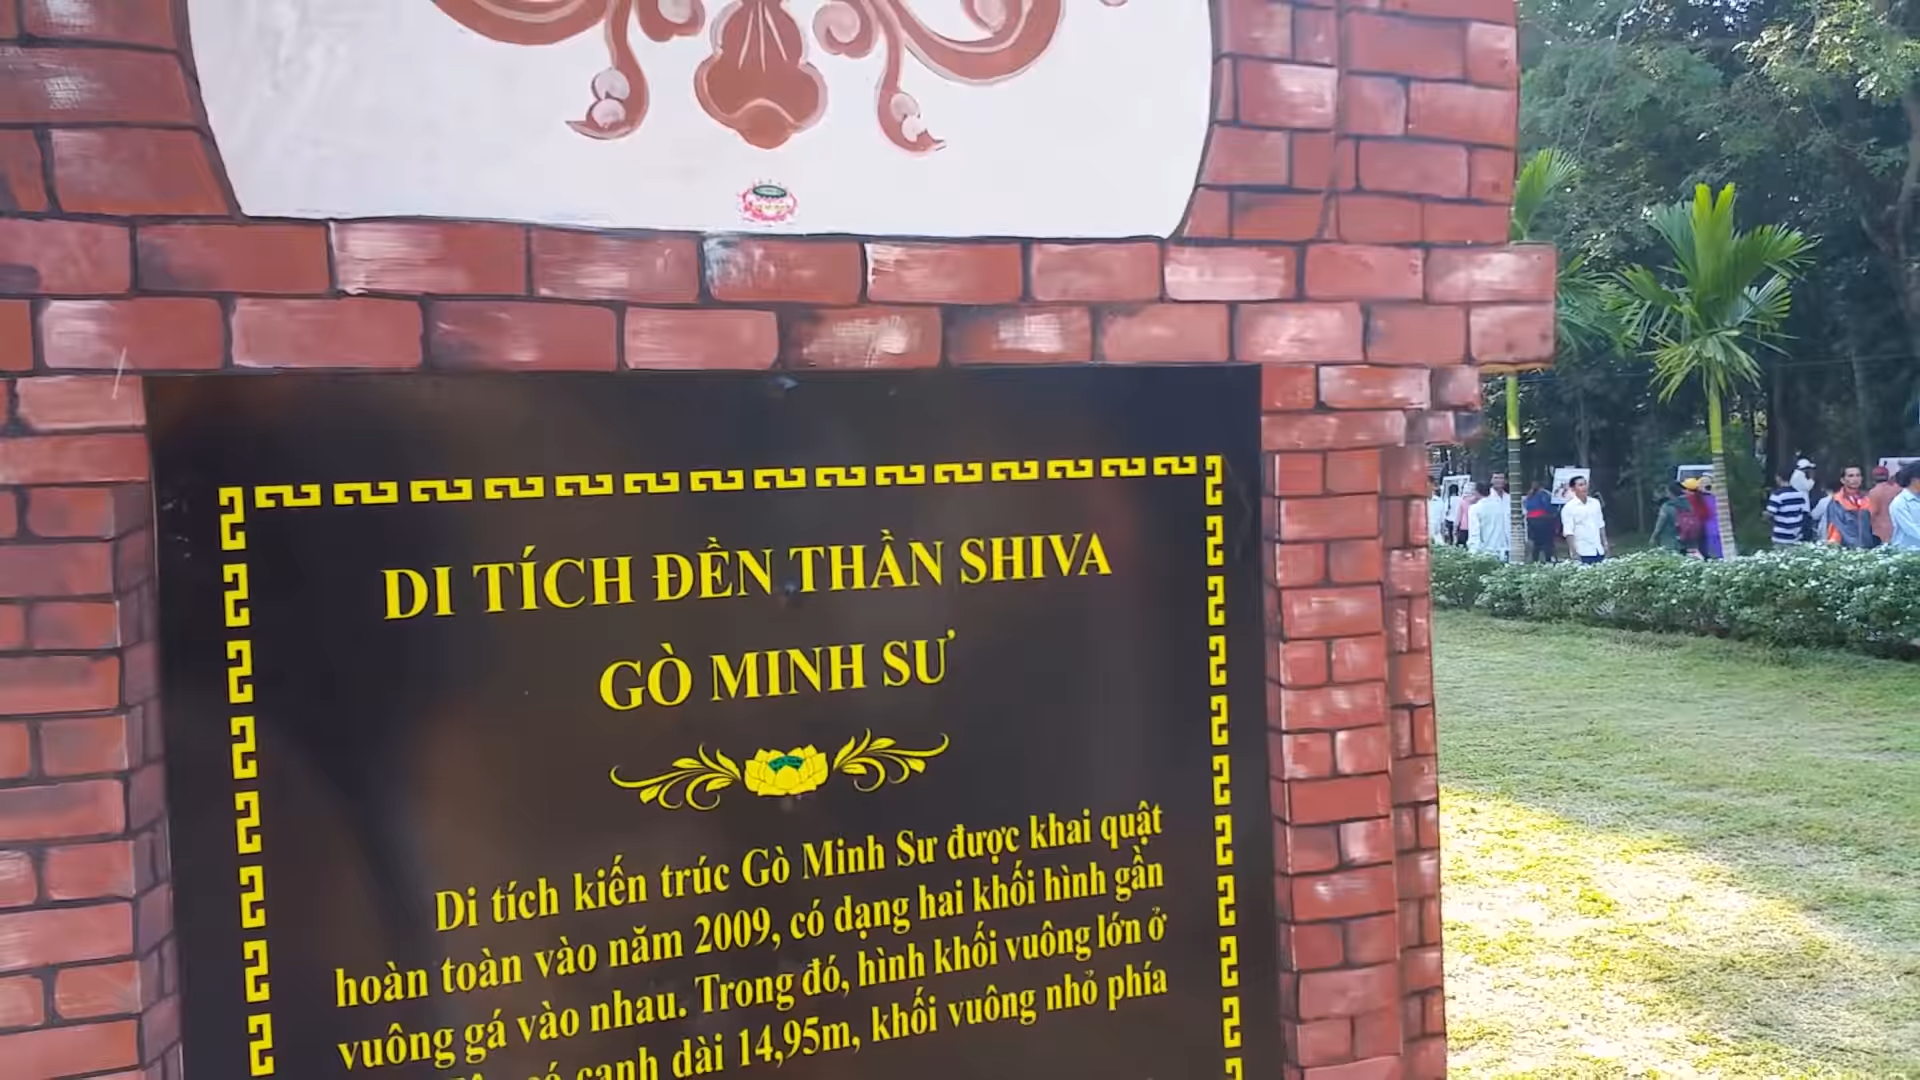 DI TÍCH ĐỀN THẦN SHIVA
GÒ MINH SƯ
Di tích kiến trúc Gò Minh Sư được khai quật
hoàn toàn vào năm 2009, có dạng hai khối hình gần
vuông gá vào nhau. Trong đó, hình khối vuông lớn ở
có cạnh dài 14,95m, khối vuông nhỏ phía